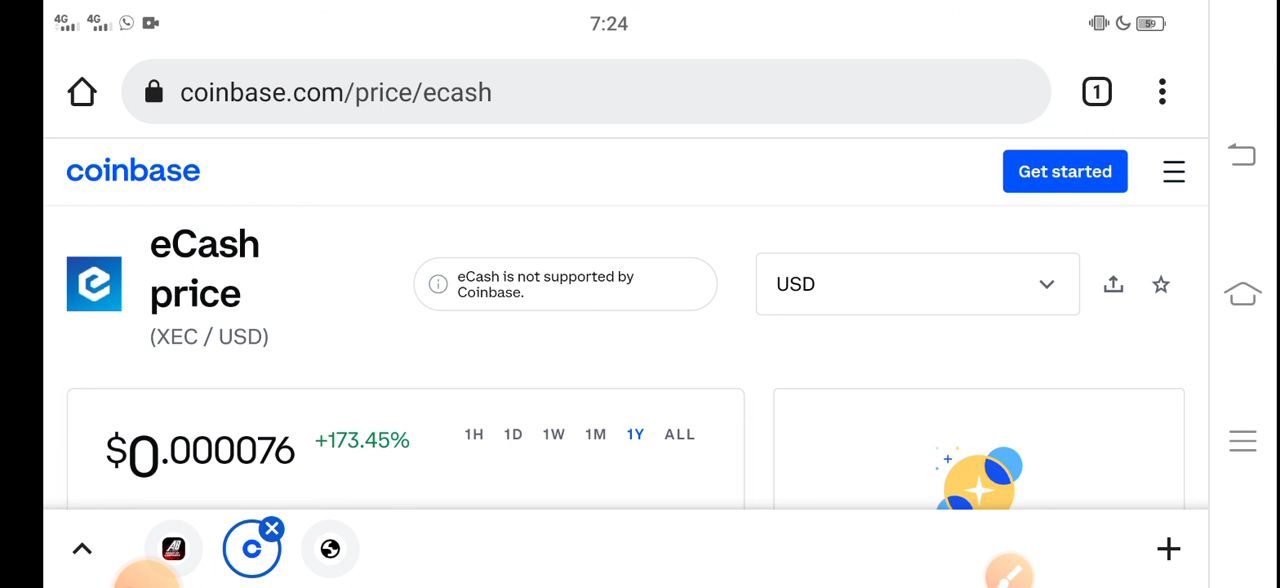 4G 4G 7:24 59
coinbase.com/price/ecash 1
coinbase Get started
eCash
price
(XEC / USD)
eCash is not supported by
Coinbase.
USD
$0.000076 +173.45% 1H 1D 1W 1M 1Y ALL